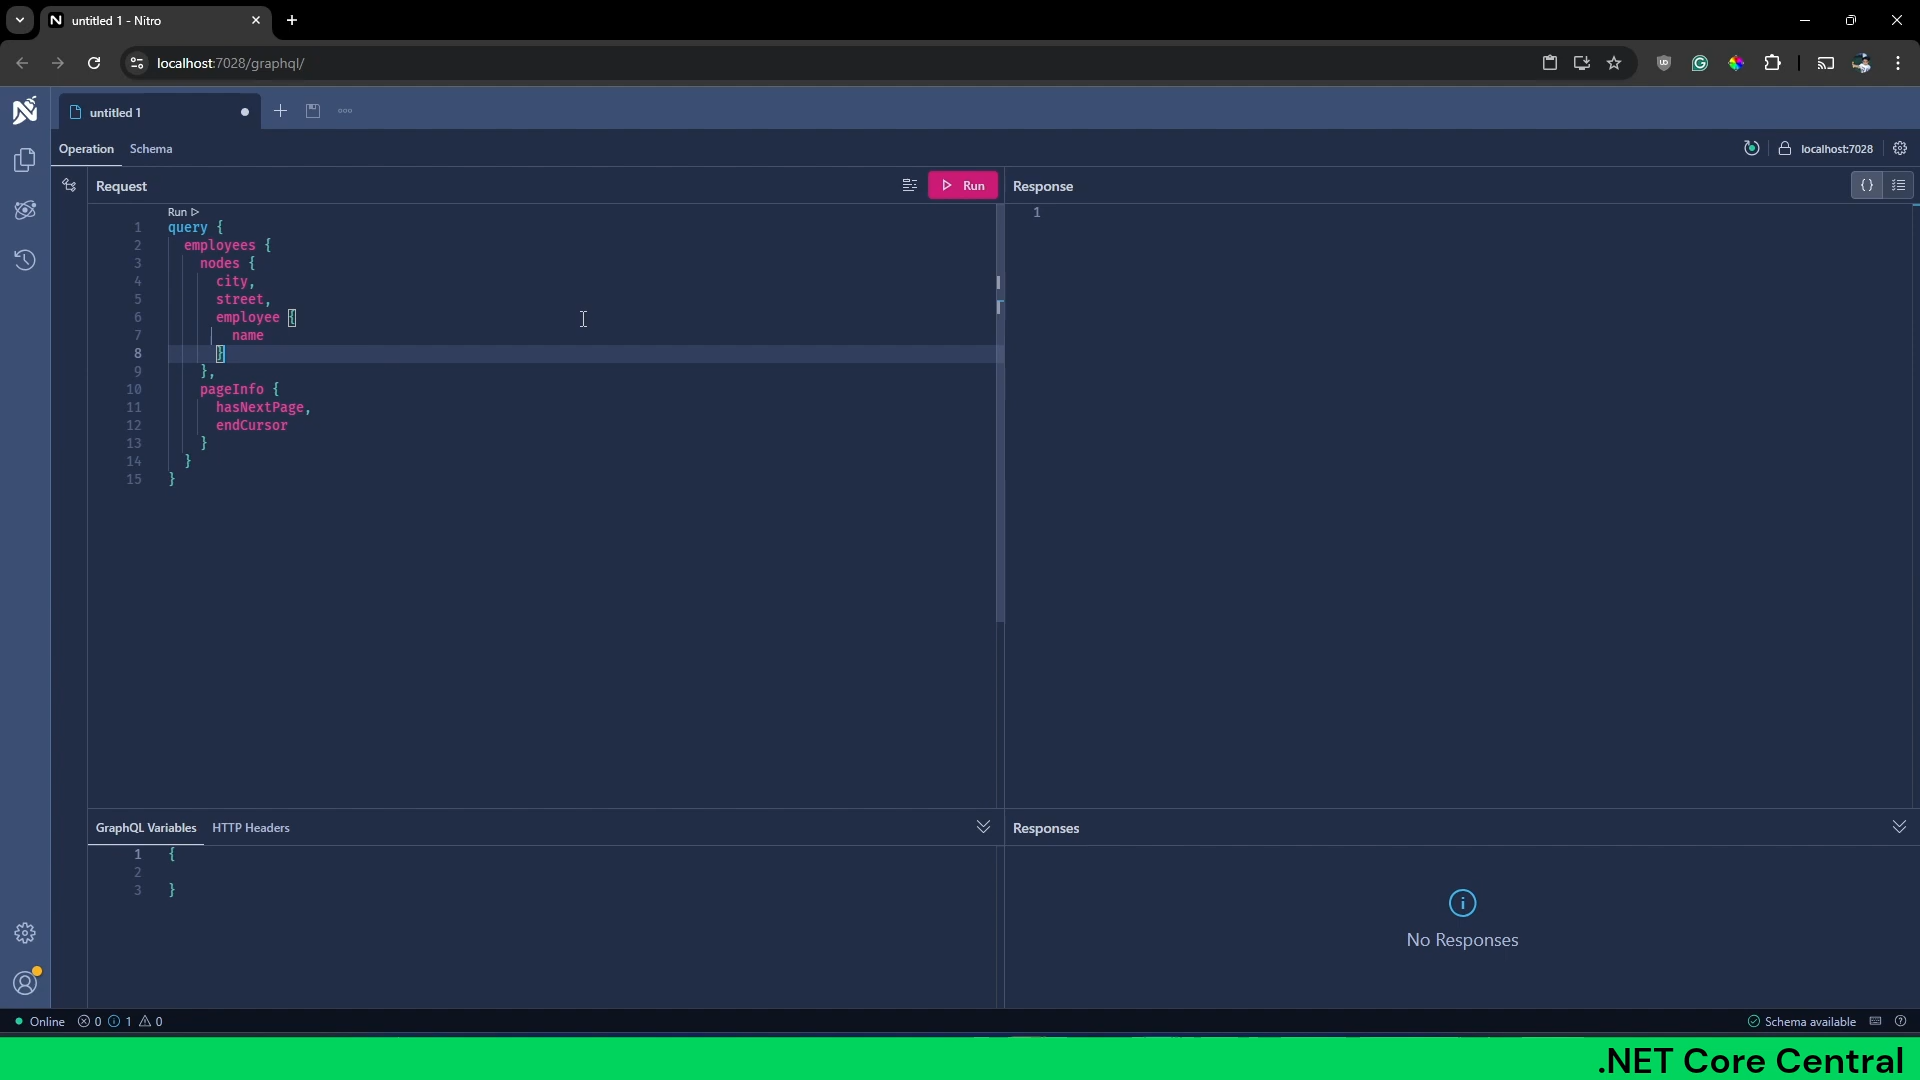 untitled 1 - Nitro
localhost:7028/graphql/
untitled 1
Operation Schema
localhost:7028
Request
Run
Response
Run
1 query {
2 employees {
3 nodes {
4 city,
5 street,
6 employee {
7 name
8 }
9 },
10 pageInfo {
11 hasNextPage,
12 endCursor
13 }
14 }
15 }
1
GraphQL Variables HTTP Headers
1 {
2
3 }
Responses
No Responses
Online 0 1 0
Schema available
.NET Core Central